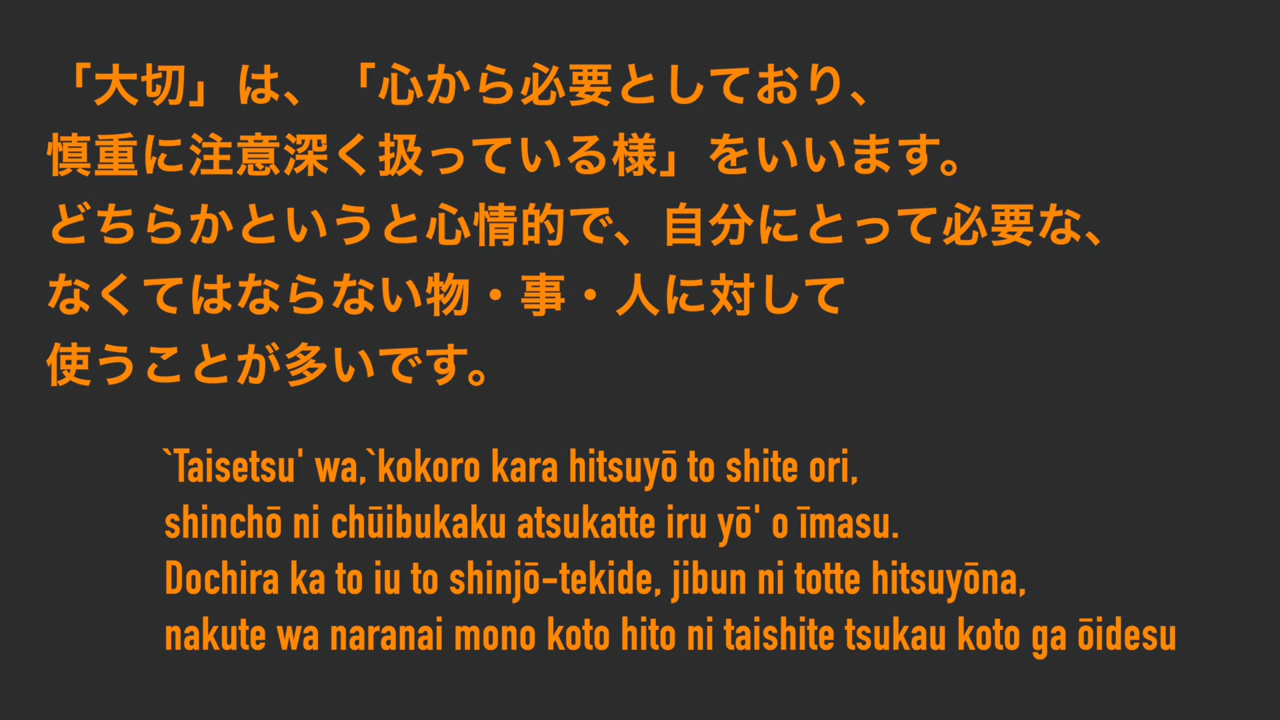 「大切」は、「心から必要としており、
慎重に注意深く扱っている様」をいいます。
どちらかというと心情的で、自分にとって必要な、
なくてはならない物・事・人に対して
使うことが多いです。
`Taisetsu' wa,`kokoro kara hitsuyō to shite ori,
shinchō ni chūibukaku atsukatte iru yō' o īmasu.
Dochira ka to iu to shinjō-tekide, jibun ni totte hitsuyōna,
nakute wa naranai mono koto hito ni taishite tsukau koto ga ōidesu